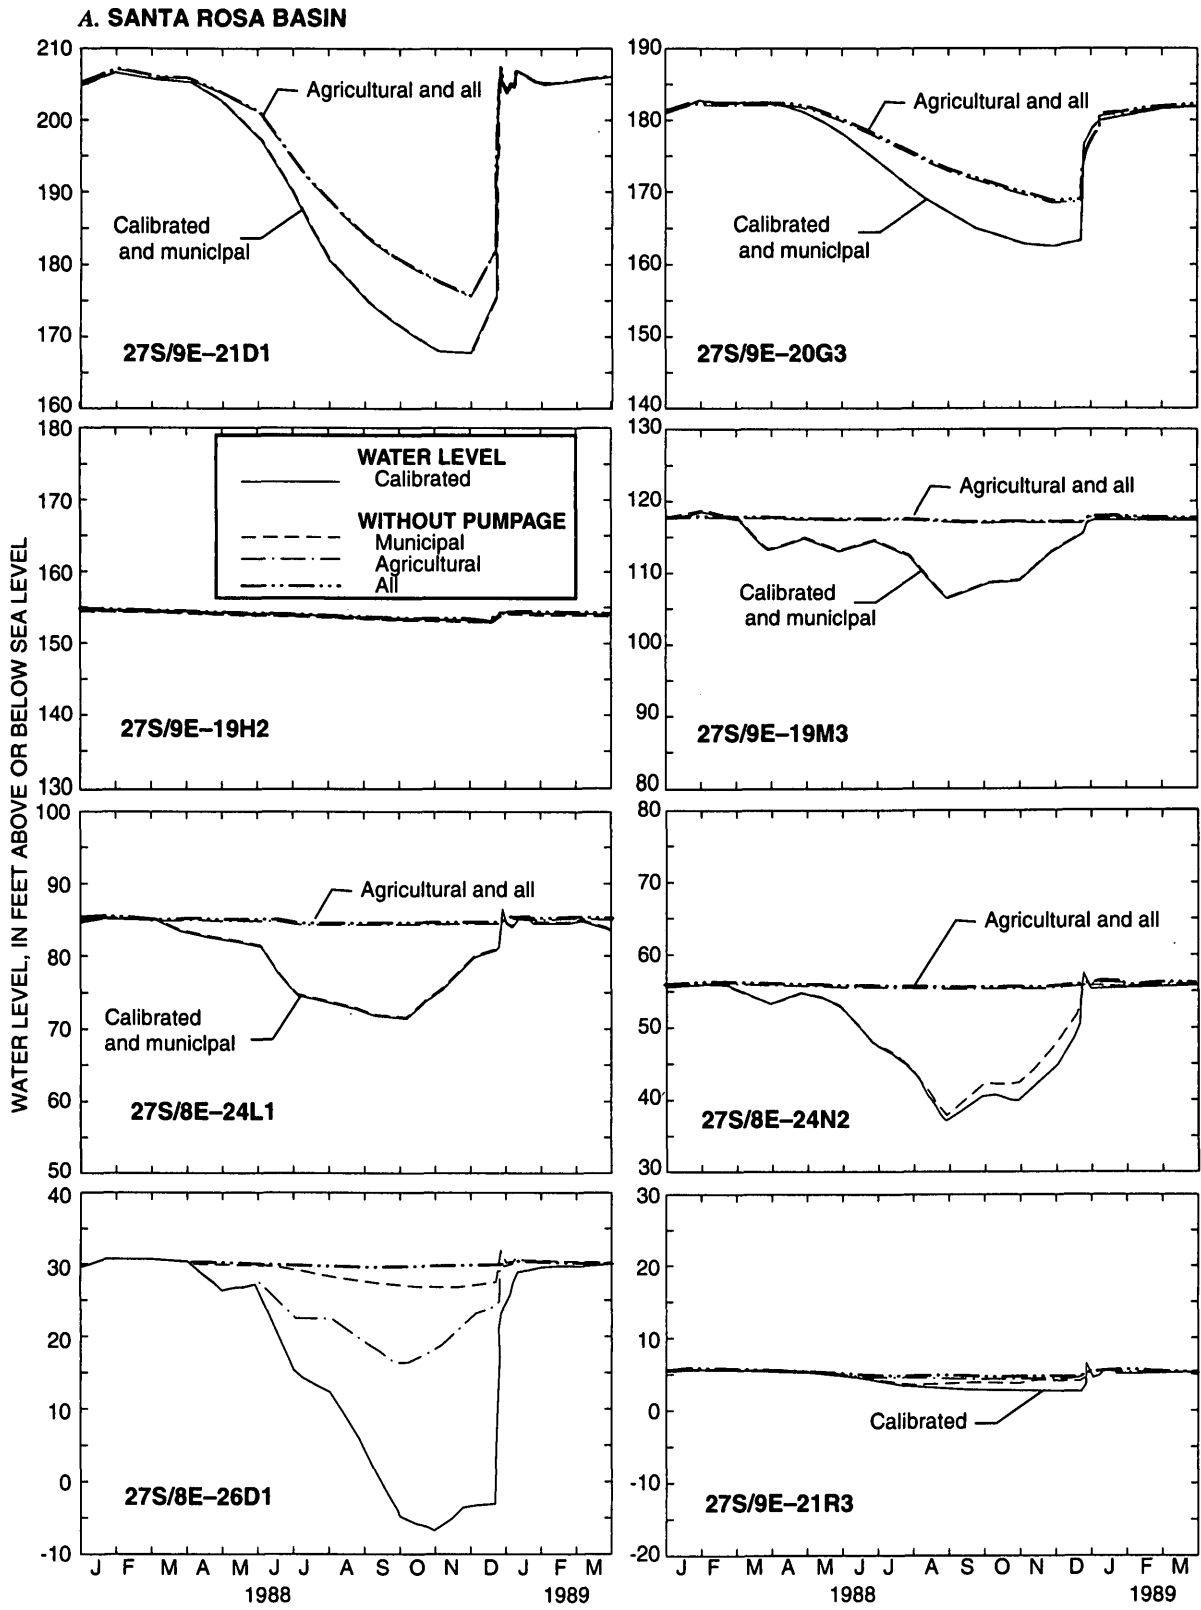 A. SANTA ROSA BASIN
WATER LEVEL, IN FEET ABOVE OR BELOW SEA LEVEL
210
200
190
180
170
160
Agricultural and all
Calibrated
and municipal
27S/9E–21D1
190
180
170
160
150
140
Agricultural and all
Calibrated
and municipal
27S/9E–20G3
180
170
160
150
140
130
WATER LEVEL
Calibrated
WITHOUT PUMPAGE
Municipal
Agricultural
All
27S/9E–19H2
130
120
110
100
90
80
Agricultural and all
Calibrated
and municipal
27S/9E–19M3
100
90
80
70
60
50
Agricultural and all
Calibrated
and municipal
27S/8E–24L1
80
70
60
50
40
30
Agricultural and all
27S/8E–24N2
40
30
20
10
0
-10
27S/8E–26D1
J F M A M J J A S O N D J F M
1988 1989
30
20
10
0
-10
-20
Calibrated
27S/9E–21R3
J F M A M J J A S O N D J F M
1988 1989